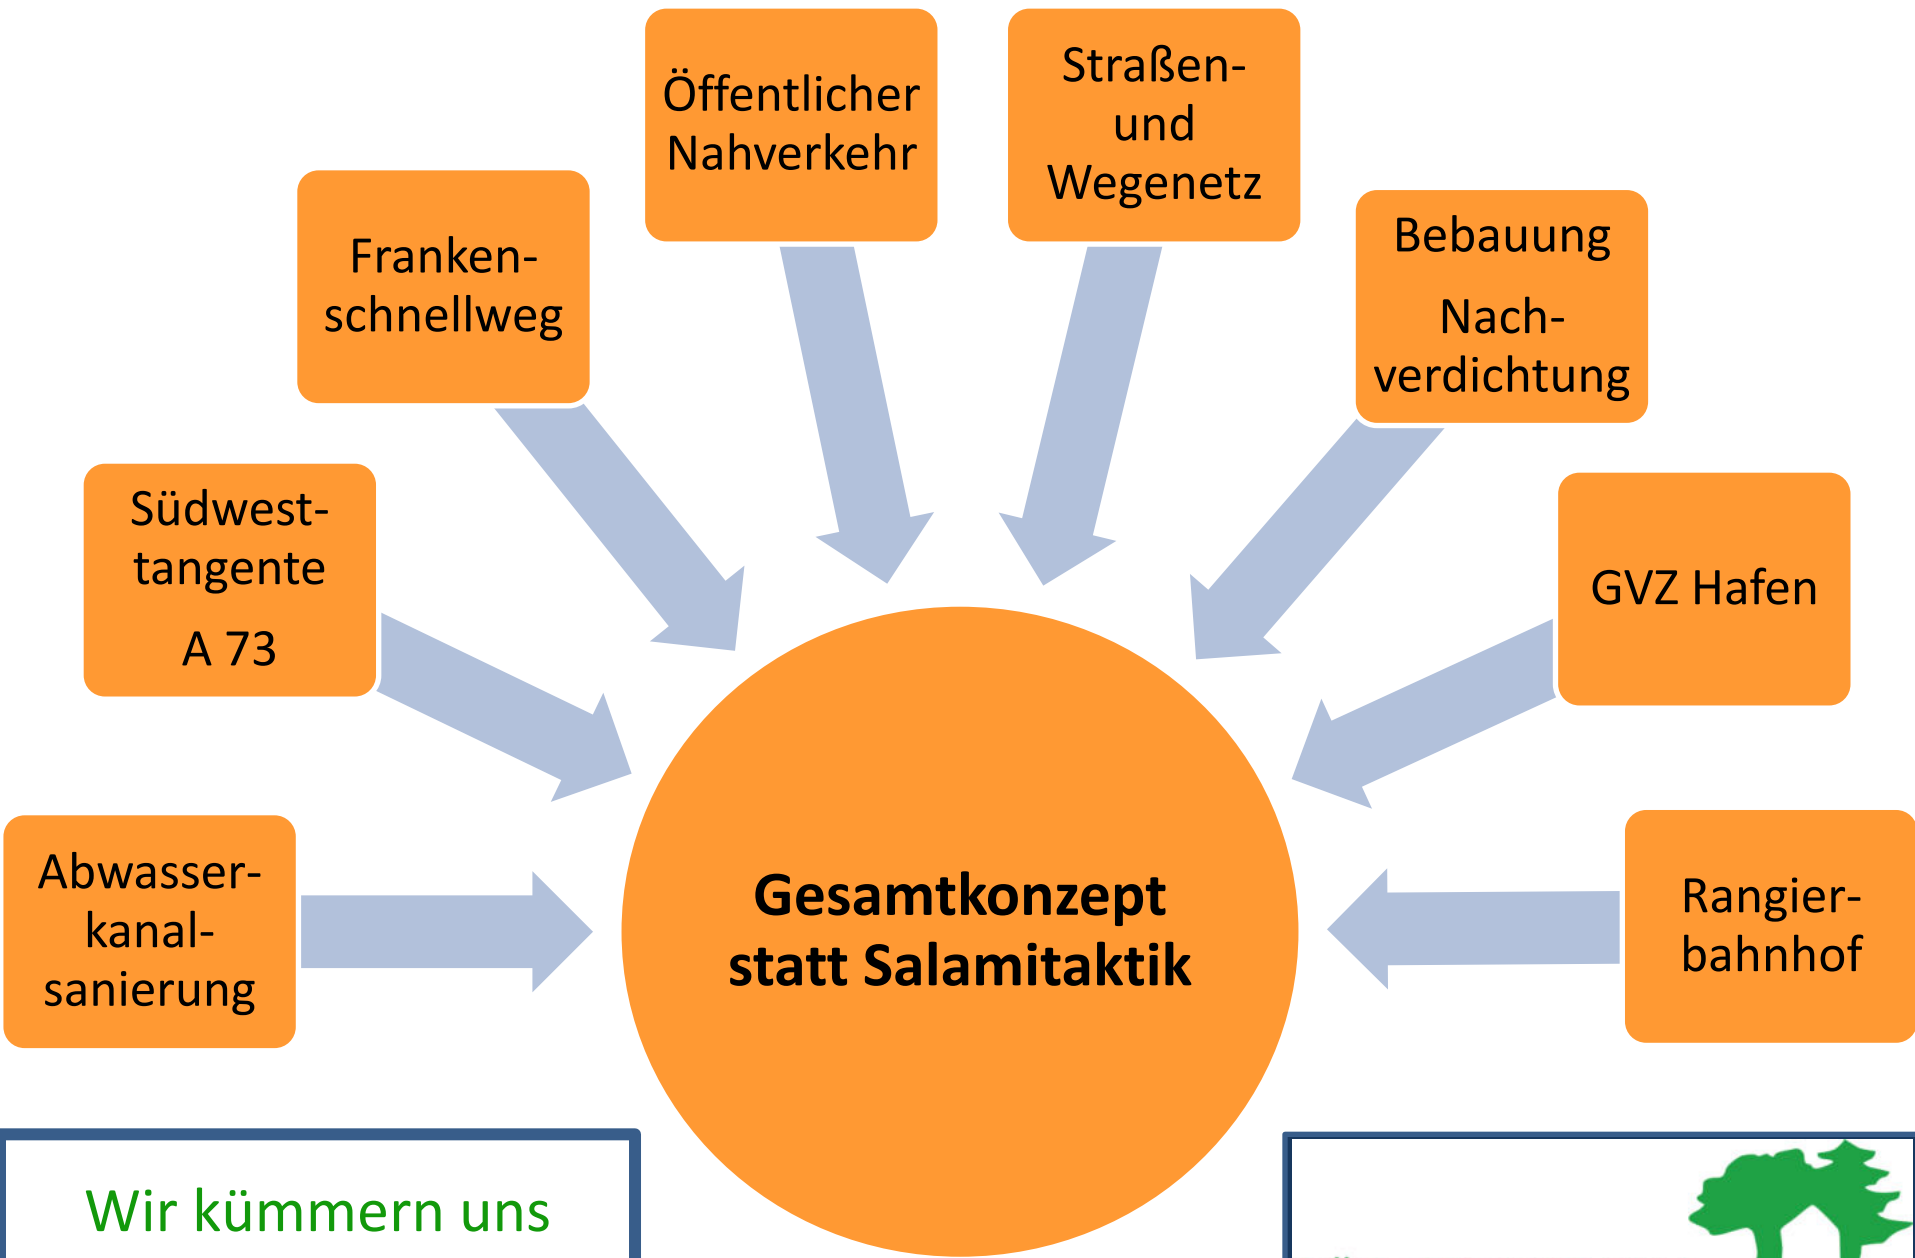 Öffentlicher
Nahverkehr
Straßen-
und
Wegenetz
Franken-
schnellweg
Bebauung
Nach-
verdichtung
Südwest-
tangente
A 73
GVZ Hafen
Abwasser-
kanal-
sanierung
Gesamtkonzept
statt Salamitaktik
Rangier-
bahnhof
Wir kümmern uns